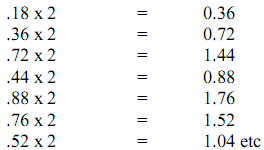 .18 x 2 = 0.36
.36 x 2 = 0.72
.72 x 2 = 1.44
.44 x 2 = 0.88
.88 x 2 = 1.76
.76 x 2 = 1.52
.52 x 2 = 1.04 etc